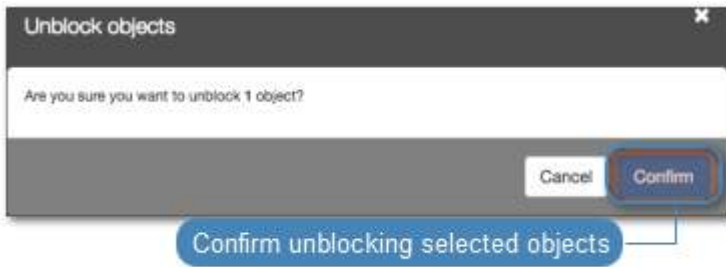 Unblock objects
Are you sure you want to unblock 1 object?
Cancel Confirm
Confirm unblocking selected objects